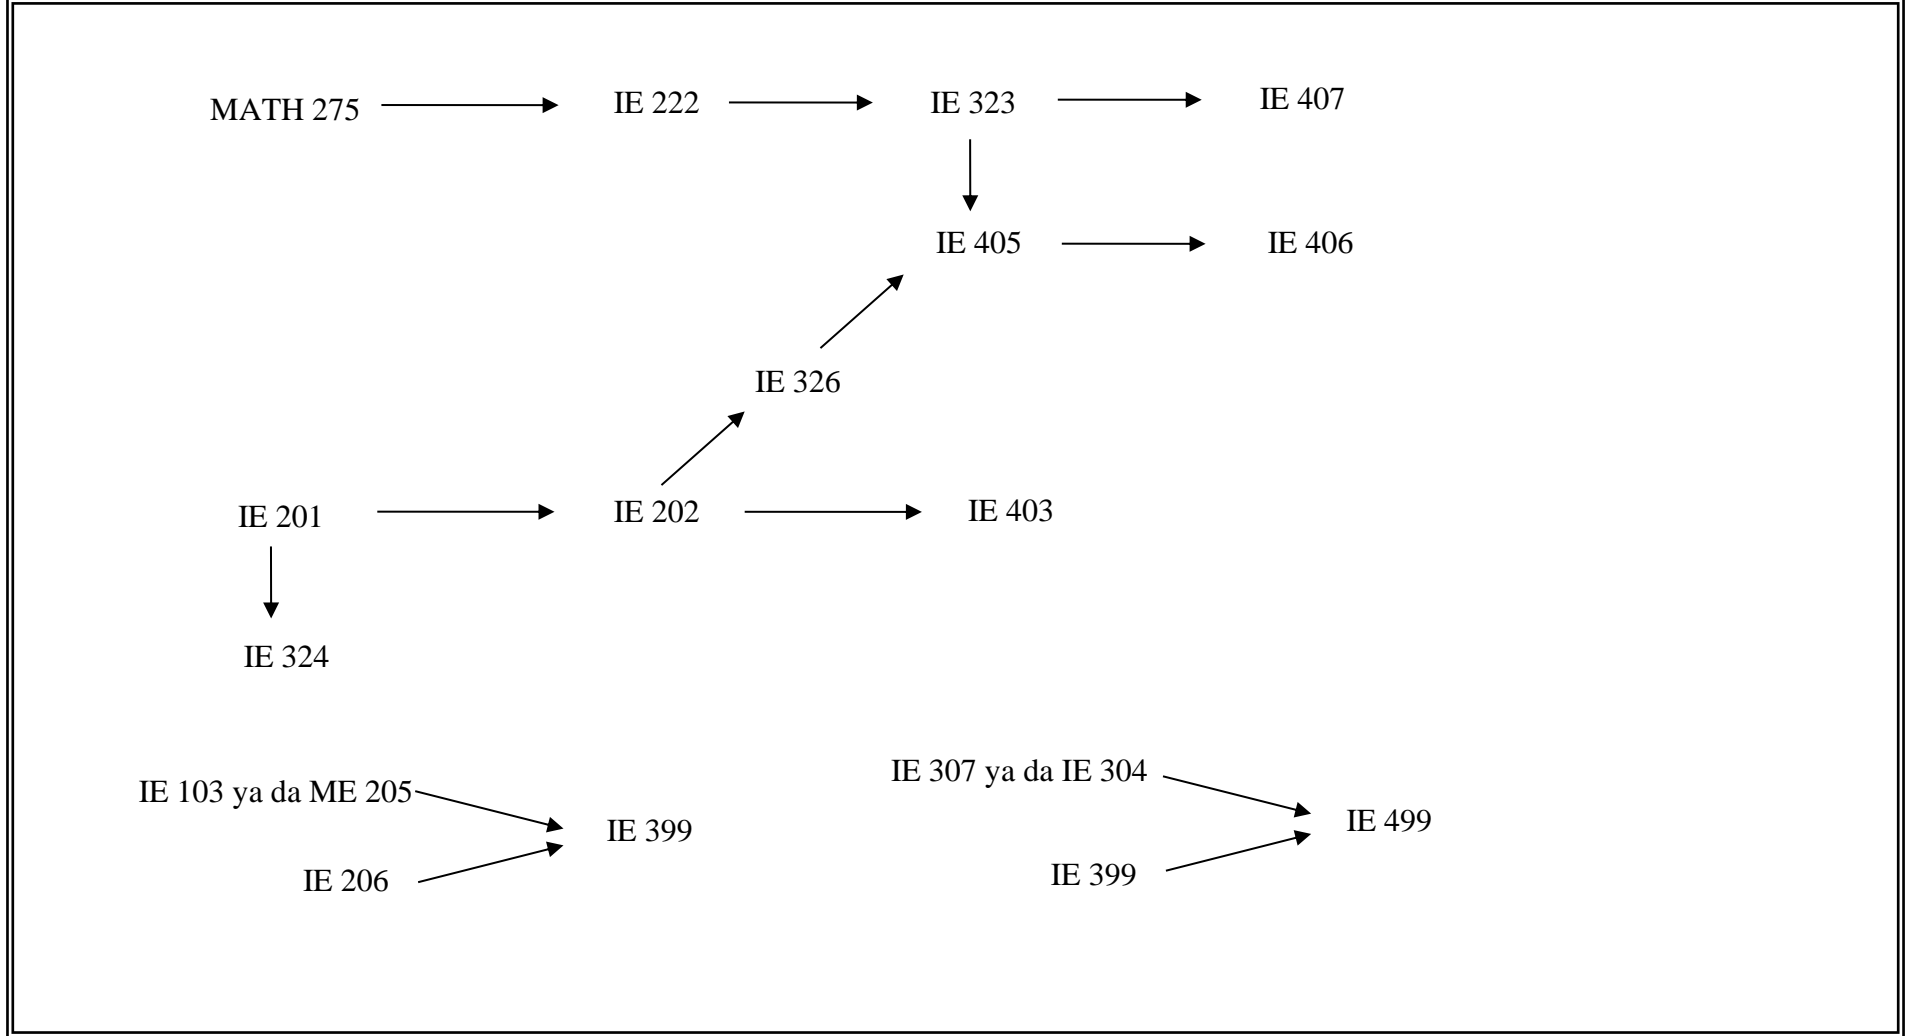 MATH 275 IE 222 IE 323 IE 407
IE 405 IE 406
IE 326
IE 201 IE 202 IE 403
IE 324
IE 103 ya da ME 205
IE 399
IE 206
IE 307 ya da IE 304
IE 499
IE 399